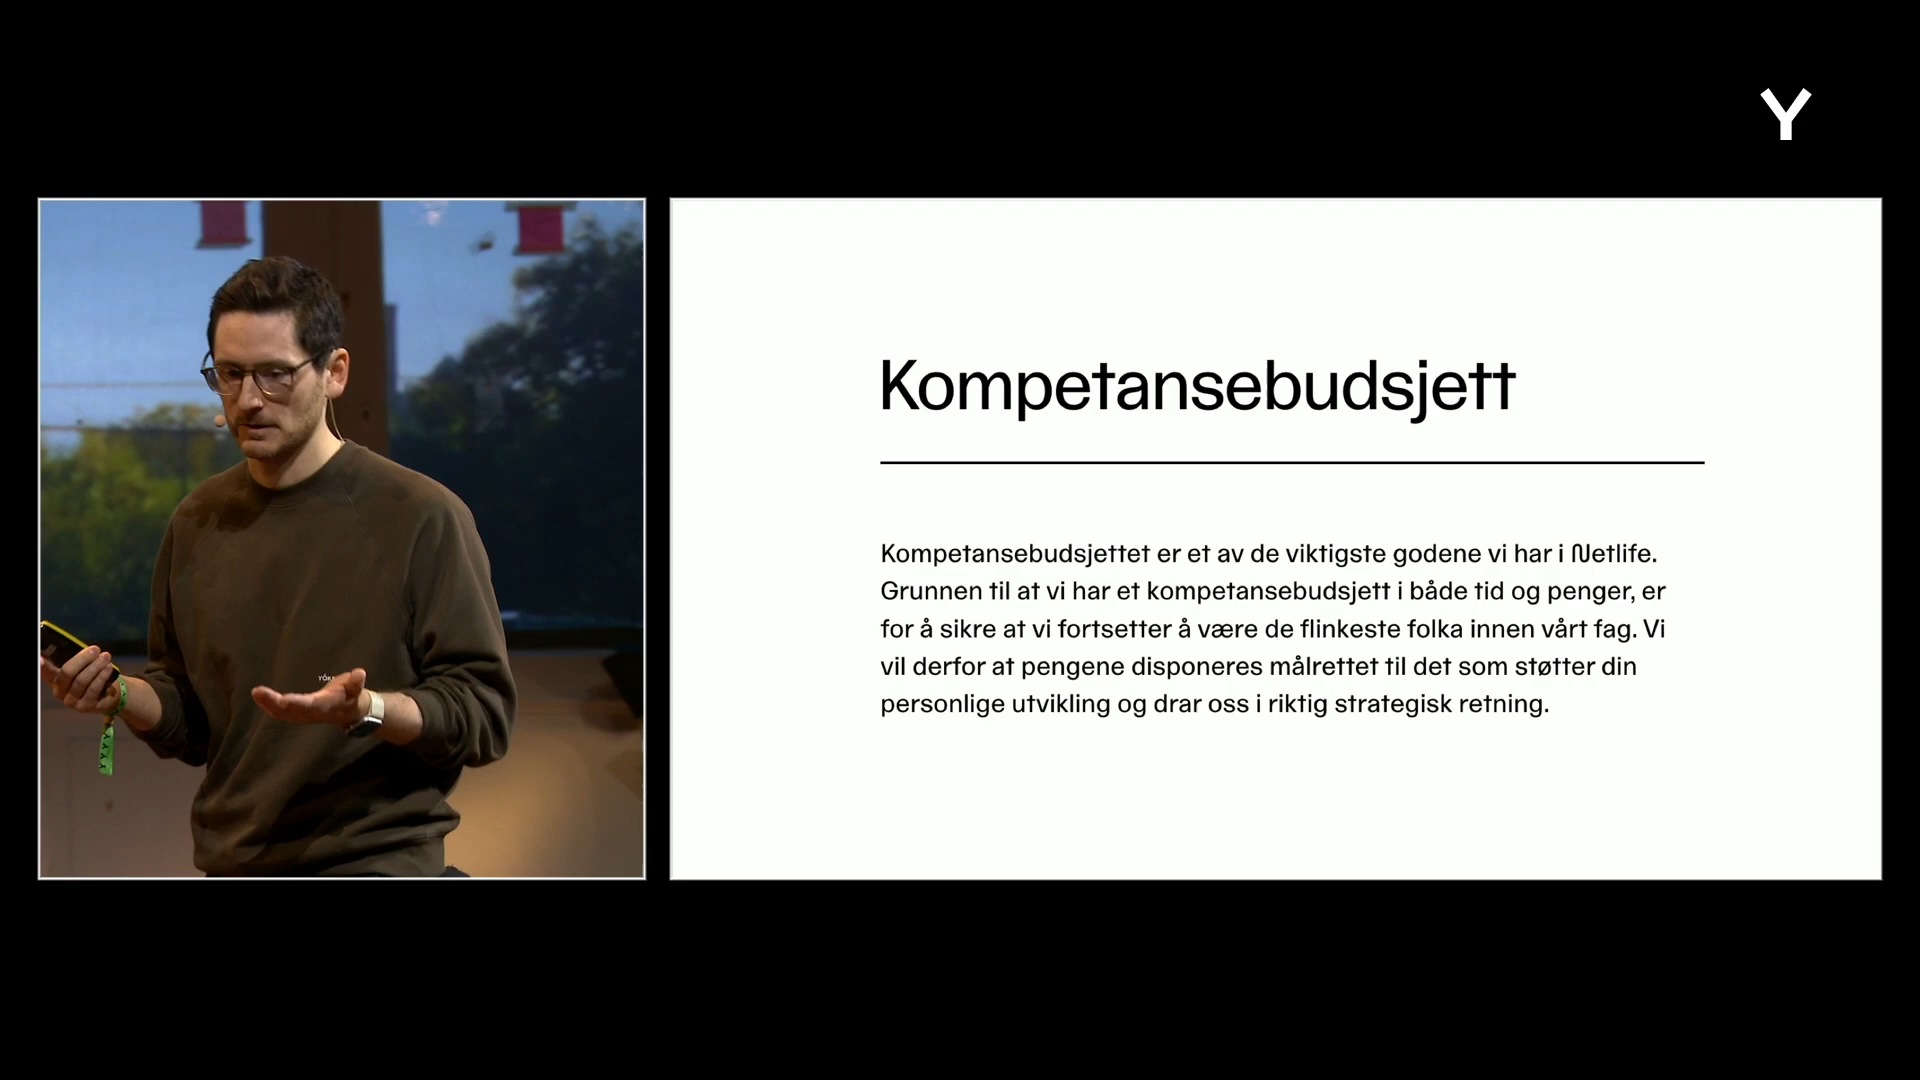 Y
Kompetansebudsjett
Kompetansebudsjettet er et av de viktigste godene vi har i Netlife.
Grunnen til at vi har et kompetansebudsjett i både tid og penger, er
for å sikre at vi fortsetter å være de flinkeste folka innen vårt fag. Vi
vil derfor at pengene disponeres målrettet til det som støtter din
personlige utvikling og drar oss i riktig strategisk retning.
YYY